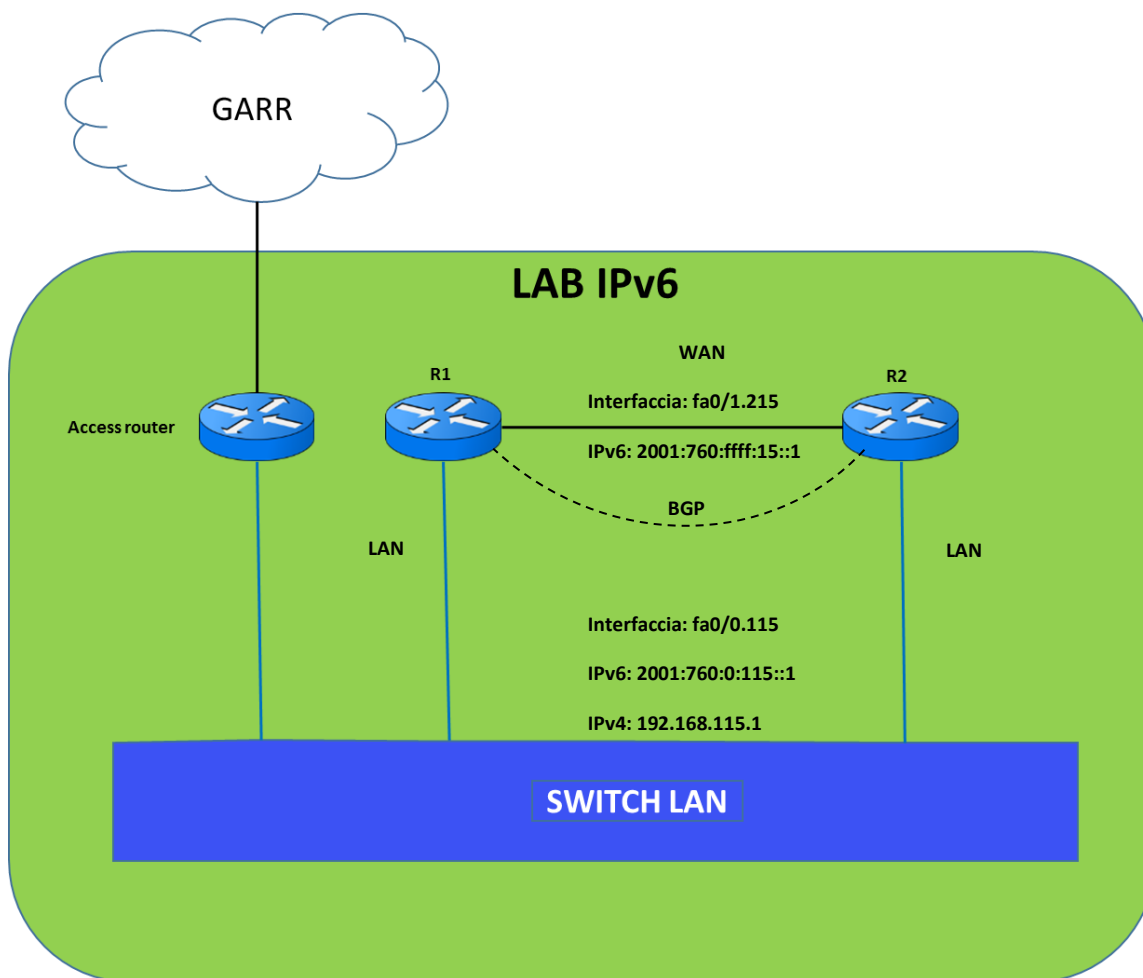 GARR
LAB IPv6
WAN
R1
R2
Interfaccia: fa0/1.215
Access router
IPv6: 2001:760:ffff:15::1
BGP
LAN
LAN
Interfaccia: fa0/0.115
IPv6: 2001:760:0:115::1
IPv4: 192.168.115.1
SWITCH LAN